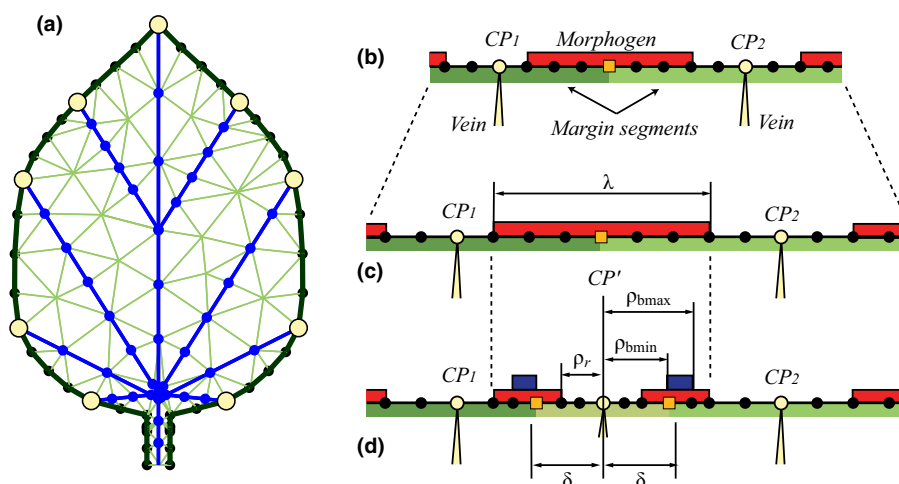 (a)
(b)
CP1 Morphogen CP2
Vein Margin segments Vein
λ
CP1 CP2
(c)
CP′
ρbmax
ρbmin
ρr
CP1 CP2
(d)
δ δ